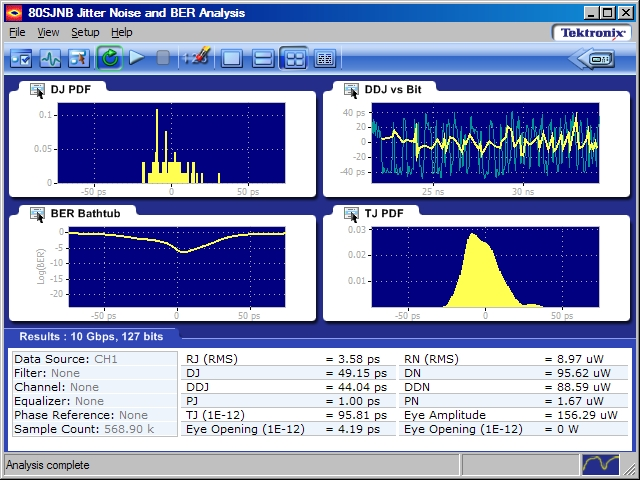 80SJNB Jitter Noise and BER Analysis
File View Setup Help
Tektronix
DJ PDF
0.1
0.05
0
-50 ps 0 50 ps
DDJ vs Bit
40 ps
20 ps
0
-20 ps
-40 ps
25 ns 30 ns
BER Bathtub
Log(BER)
0
-5
-10
-15
-20
-50 ps 0 50 ps
TJ PDF
0.03
0.02
0.01
-50 ps 0 50 ps
Results : 10 Gbps, 127 bits
Data Source: CH1
Filter: None
Channel: None
Equalizer: None
Phase Reference: None
Sample Count: 568.90 k
RJ (RMS) = 3.58 ps
DJ = 49.15 ps
DDJ = 44.04 ps
PJ = 1.00 ps
TJ (1E-12) = 95.81 ps
Eye Opening (1E-12) = 4.19 ps
RN (RMS) = 8.97 uW
DN = 95.62 uW
DDN = 88.59 uW
PN = 1.67 uW
Eye Amplitude = 156.29 uW
Eye Opening (1E-12) = 0 W
Analysis complete